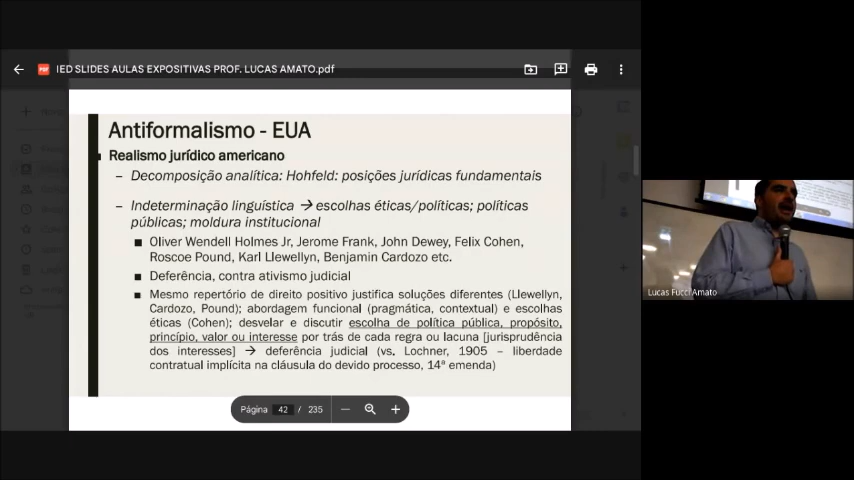 IED SLIDES AULAS EXPOSITIVAS PROF. LUCAS AMATO.pdf
Antiformalismo - EUA
Realismo jurídico americano
– Decomposição analítica: Hohfeld: posições jurídicas fundamentais
– Indeterminação linguística → escolhas éticas/políticas; políticas
públicas; moldura institucional
■ Oliver Wendell Holmes Jr, Jerome Frank, John Dewey, Felix Cohen,
Roscoe Pound, Karl Llewellyn, Benjamin Cardozo etc.
■ Deferência, contra ativismo judicial
■ Mesmo repertório de direito positivo justifica soluções diferentes (Llewellyn,
Cardozo, Pound); abordagem funcional (pragmática, contextual) e escolhas
éticas (Cohen); desvelar e discutir escolha de política pública, propósito,
princípio, valor ou interesse por trás de cada regra ou lacuna [jurisprudência
dos interesses] → deferência judicial (vs. Lochner, 1905 – liberdade
contratual implícita na cláusula do devido processo, 14ª emenda)
Página 42 / 235
Lucas Fucci Amato